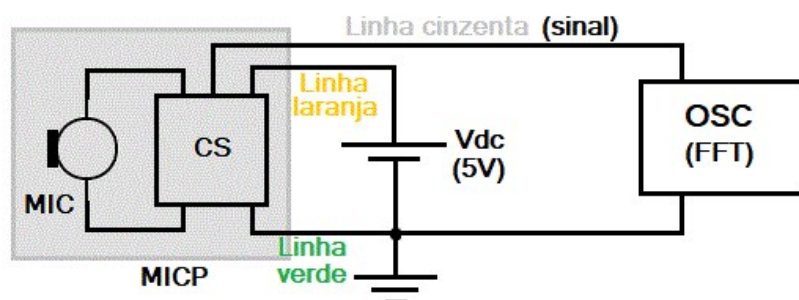 Linha cinzenta (sinal)
Linha
laranja
CS
MIC
Vdc
(5V)
OSC
(FFT)
Linha
verde
MICP